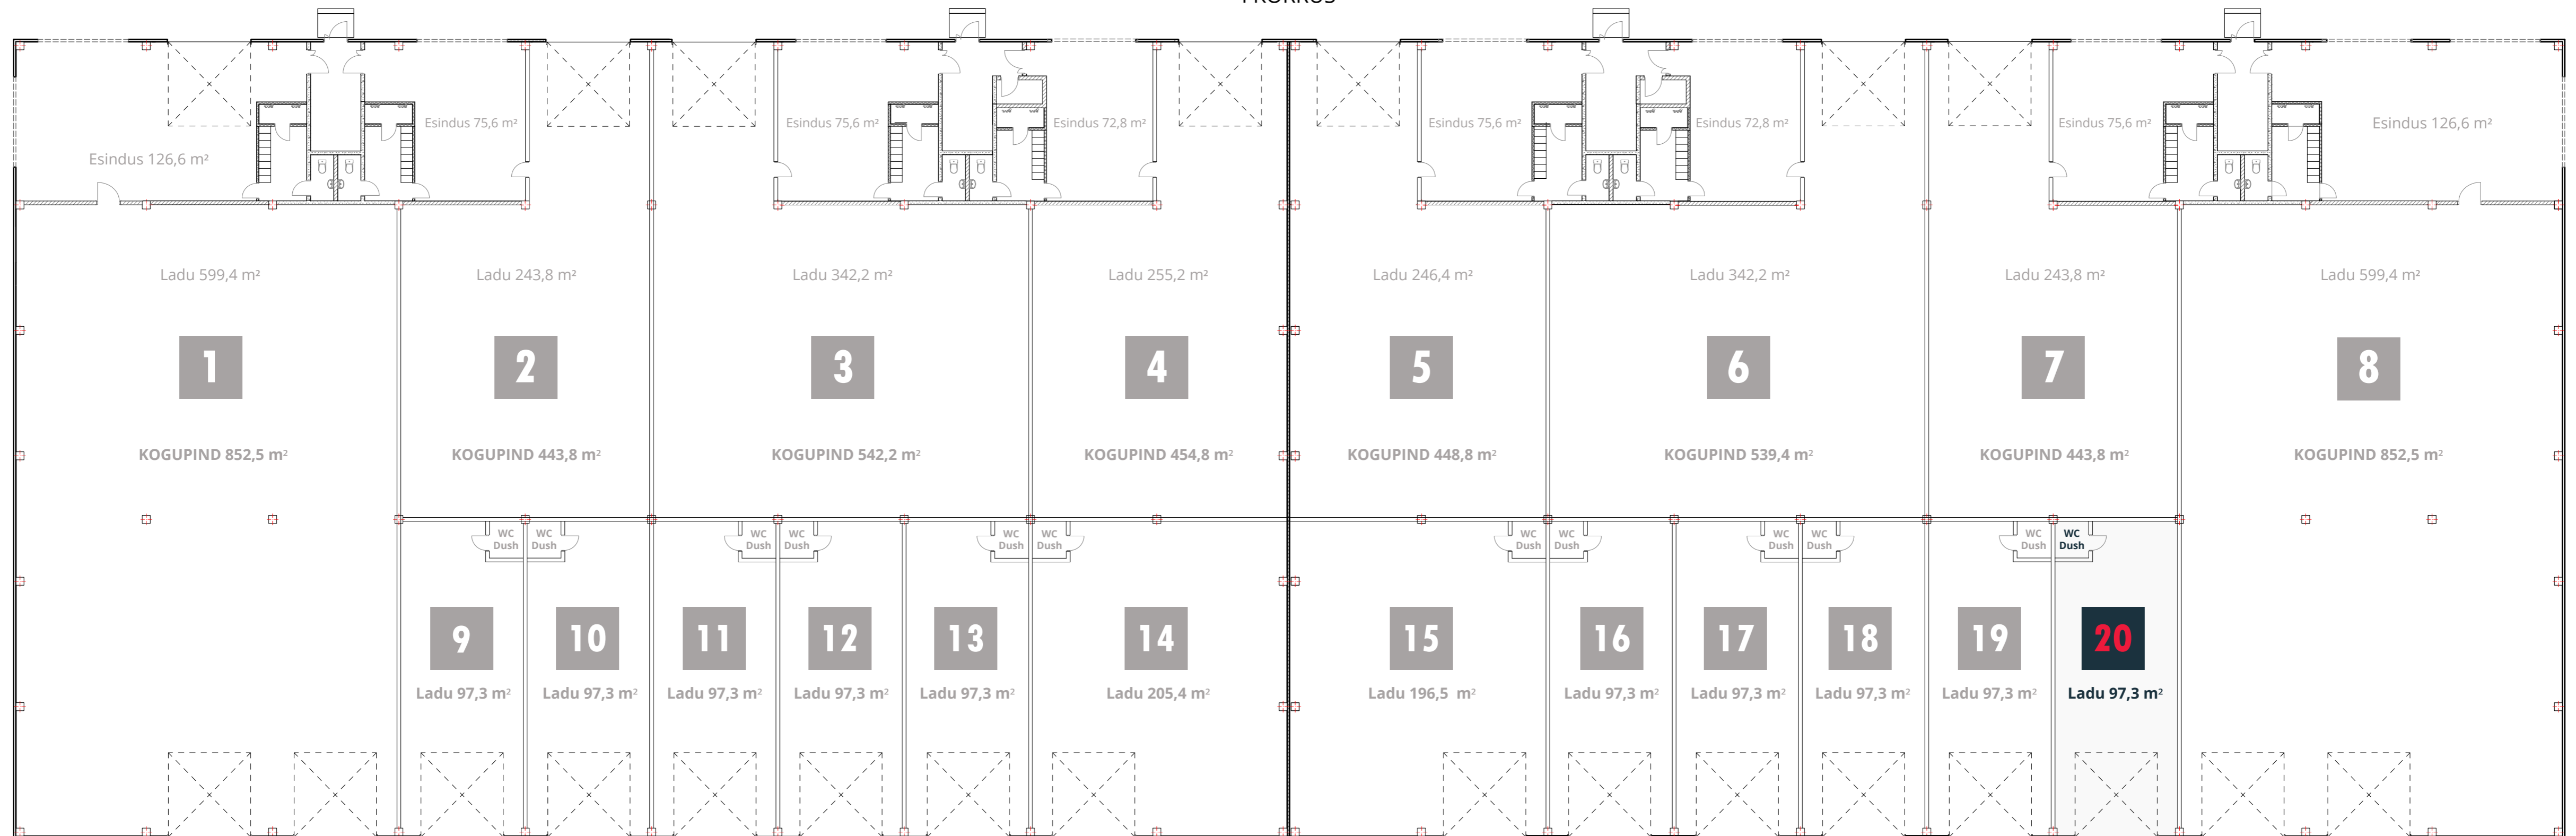 I KORRUS
Esindus 126,6 m²
Esindus 75,6 m²
Esindus 75,6 m²
Esindus 72,8 m²
Esindus 75,6 m²
Esindus 72,8 m²
Esindus 75,6 m²
Esindus 126,6 m²
Ladu 599,4 m²
Ladu 243,8 m²
Ladu 342,2 m²
Ladu 255,2 m²
Ladu 246,4 m²
Ladu 342,2 m²
Ladu 243,8 m²
Ladu 599,4 m²
1
2
3
4
5
6
7
8
KOGUPIND 852,5 m²
KOGUPIND 443,8 m²
KOGUPIND 542,2 m²
KOGUPIND 454,8 m²
KOGUPIND 448,8 m²
KOGUPIND 539,4 m²
KOGUPIND 443,8 m²
KOGUPIND 852,5 m²
WC
Dush
WC
Dush
WC
Dush
WC
Dush
WC
Dush
WC
Dush
WC
Dush
WC
Dush
WC
Dush
WC
Dush
WC
Dush
WC
Dush
9
10
11
12
13
14
15
16
17
18
19
20
Ladu 97,3 m²
Ladu 97,3 m²
Ladu 97,3 m²
Ladu 97,3 m²
Ladu 97,3 m²
Ladu 205,4 m²
Ladu 196,5 m²
Ladu 97,3 m²
Ladu 97,3 m²
Ladu 97,3 m²
Ladu 97,3 m²
Ladu 97,3 m²